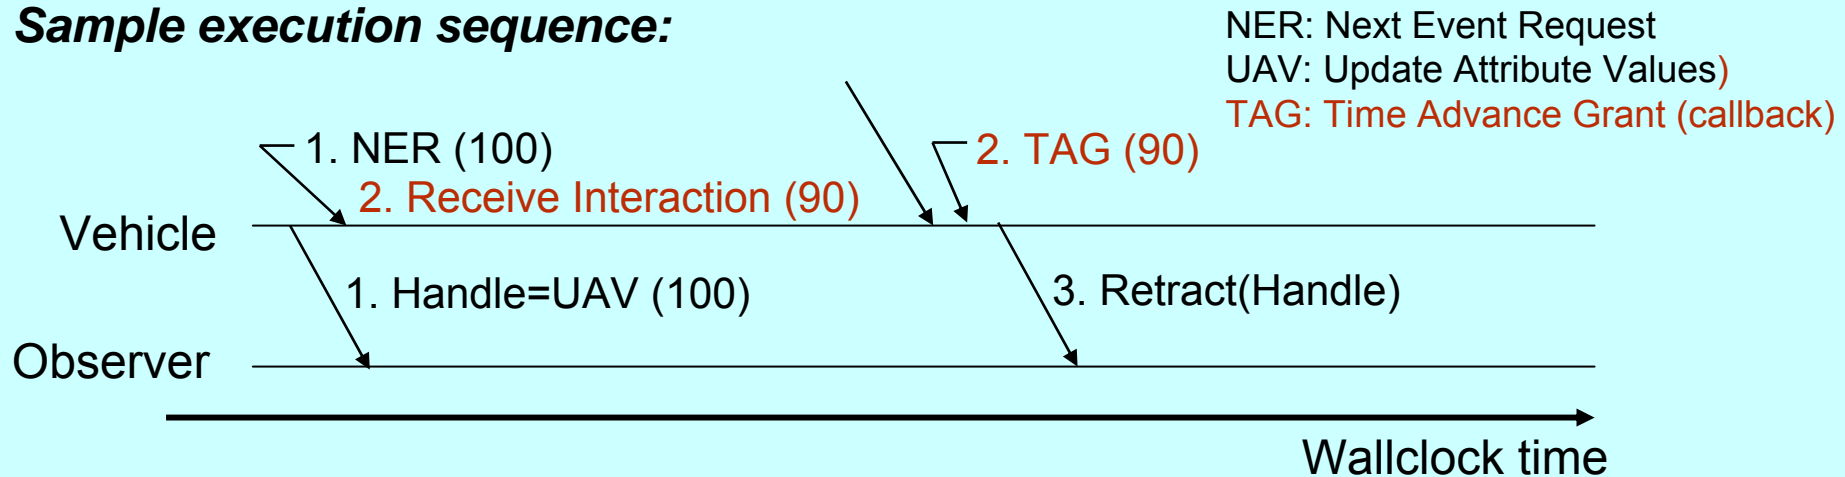 Sample execution sequence:
NER: Next Event Request
UAV: Update Attribute Values)
TAG: Time Advance Grant (callback)
1. NER (100)
2. TAG (90)
2. Receive Interaction (90)
Vehicle
1. Handle=UAV (100)
3. Retract(Handle)
Observer
Wallclock time